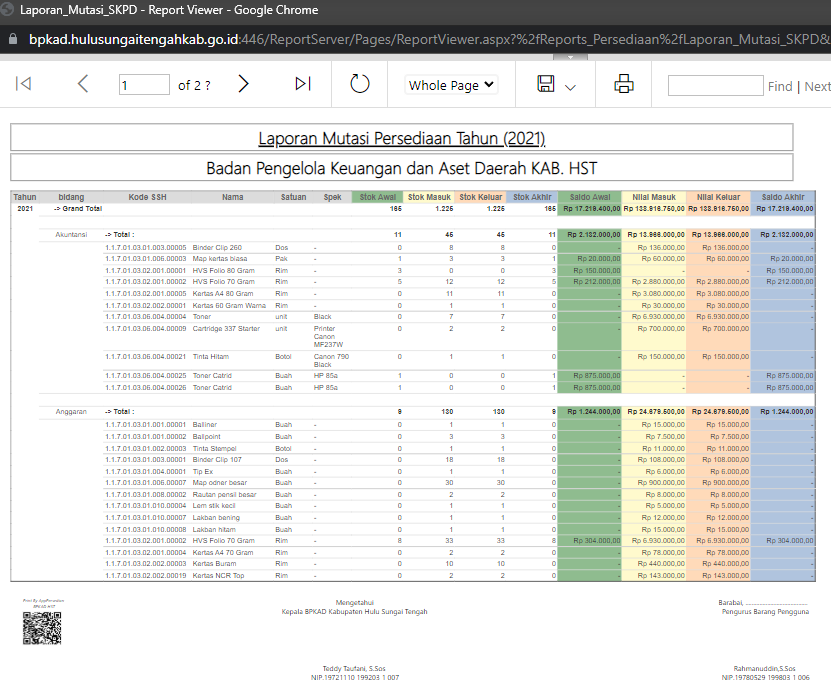 Laporan_Mutasi_SKPD - Report Viewer - Google Chrome
bpkad.hulusungaitengahkab.go.id:446/ReportServer/Pages/ReportViewer.aspx?%2fReports_Persediaan%2fLaporan_Mutasi_SKPD&
1 of 2 ? Whole Page Find | Next
Laporan Mutasi Persediaan Tahun (2021)
Badan Pengelola Keuangan dan Aset Daerah KAB. HST
Tahun bidang Kode SSH Nama Satuan Spek Stok Awal Stok Masuk Stok Keluar Stok Akhir Saldo Awal Nilai Masuk Nilai Keluar Saldo Akhir
2021 -> Grand Total 165 1.225 1.225 165 Rp 17.219.400,00 Rp 133.916.750,00 Rp 133.916.750,00 Rp 17.219.400,00
Akuntansi -> Total : 11 45 45 11 Rp 2.132.000,00 Rp 13.966.000,00 Rp 13.966.000,00 Rp 2.132.000,00
1.1.7.01.03.01.003.00005 Binder Clip 260 Dos - 0 8 8 0 - Rp 136.000,00 Rp 136.000,00 -
1.1.7.01.03.01.006.00003 Map kertas biasa Pak - 1 3 3 1 Rp 20.000,00 Rp 60.000,00 Rp 60.000,00 Rp 20.000,00
1.1.7.01.03.02.001.00001 HVS Folio 80 Gram Rim - 3 0 0 3 Rp 150.000,00 - - Rp 150.000,00
1.1.7.01.03.02.001.00002 HVS Folio 70 Gram Rim - 5 12 12 5 Rp 212.000,00 Rp 2.880.000,00 Rp 2.880.000,00 Rp 212.000,00
1.1.7.01.03.02.001.00005 Kertas A4 80 Gram Rim - 0 11 11 0 - Rp 3.080.000,00 Rp 3.080.000,00 -
1.1.7.01.03.02.002.00001 Kertas 60 Gram Warna Rim - 0 1 1 0 - Rp 30.000,00 Rp 30.000,00 -
1.1.7.01.03.06.004.00004 Toner unit Black 0 7 7 0 - Rp 6.930.000,00 Rp 6.930.000,00 -
1.1.7.01.03.06.004.00009 Cartridge 337 Starter unit Printer 0 2 2 0 - Rp 700.000,00 Rp 700.000,00 -
Canon
MF237W
1.1.7.01.03.06.004.00021 Tinta Hitam Botol Canon 790 0 1 1 0 - Rp 150.000,00 Rp 150.000,00 -
Black
1.1.7.01.03.06.004.00025 Toner Catrid Buah HP 85a 1 0 0 1 Rp 875.000,00 - - Rp 875.000,00
1.1.7.01.03.06.004.00026 Toner Catrid Buah HP 85a 1 0 0 1 Rp 875.000,00 - - Rp 875.000,00
Anggaran -> Total : 9 130 130 9 Rp 1.244.000,00 Rp 24.679.500,00 Rp 24.679.500,00 Rp 1.244.000,00
1.1.7.01.03.01.001.00001 Balliner Buah - 0 1 1 0 - Rp 15.000,00 Rp 15.000,00 -
1.1.7.01.03.01.001.00002 Ballpoint Buah - 0 3 3 0 - Rp 7.500,00 Rp 7.500,00 -
1.1.7.01.03.01.002.00003 Tinta Stempel Botol - 0 1 1 0 - Rp 11.000,00 Rp 11.000,00 -
1.1.7.01.03.01.003.00001 Binder Clip 107 Dos - 0 18 18 0 - Rp 108.000,00 Rp 108.000,00 -
1.1.7.01.03.01.004.00001 Tip Ex Buah - 0 1 1 0 - Rp 6.000,00 Rp 6.000,00 -
1.1.7.01.03.01.006.00007 Map odner besar Buah - 0 30 30 0 - Rp 900.000,00 Rp 900.000,00 -
1.1.7.01.03.01.008.00002 Rautan pensil besar Buah - 0 2 2 0 - Rp 8.000,00 Rp 8.000,00 -
1.1.7.01.03.01.010.00004 Lem stik kecil Buah - 0 1 1 0 - Rp 5.000,00 Rp 5.000,00 -
1.1.7.01.03.01.010.00007 Lakban bening Buah - 0 1 1 0 - Rp 12.000,00 Rp 12.000,00 -
1.1.7.01.03.01.010.00008 Lakban hitam Buah - 0 1 1 0 - Rp 15.000,00 Rp 15.000,00 -
1.1.7.01.03.02.001.00002 HVS Folio 70 Gram Rim - 8 33 33 8 Rp 304.000,00 Rp 6.930.000,00 Rp 6.930.000,00 Rp 304.000,00
1.1.7.01.03.02.001.00004 Kertas A4 70 Gram Rim - 0 2 2 0 - Rp 78.000,00 Rp 78.000,00 -
1.1.7.01.03.02.002.00003 Kertas Buram Rim - 0 10 10 0 - Rp 440.000,00 Rp 440.000,00 -
1.1.7.01.03.02.002.00019 Kertas NCR Top Rim - 0 2 2 0 - Rp 143.000,00 Rp 143.000,00 -
Print By AppPersediaan
BPKAD HST
Mengetahui Barabai, ............................
Kepala BPKAD Kabupaten Hulu Sungai Tengah Pengurus Barang Pengguna
Teddy Taufani, S.Sos Rahmanuddin,S.Sos
NIP.19721110 199203 1 007 NIP.19780529 199803 1 006